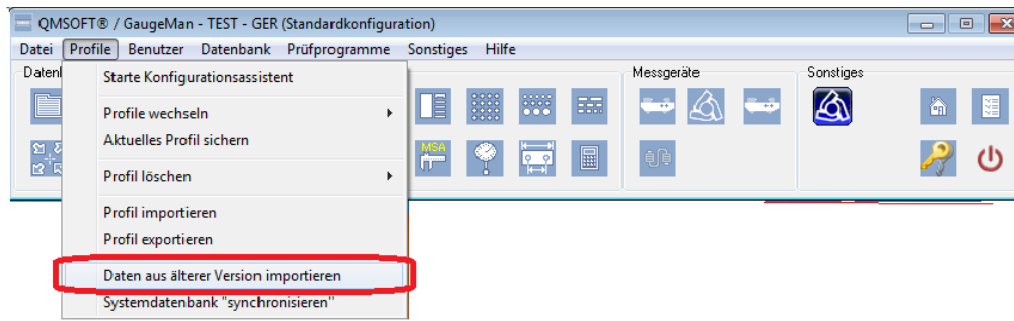 QMSOFT® / GaugeMan - TEST - GER (Standardkonfiguration)
Datei Profile Benutzer Datenbank Prüfprogramme Sonstiges Hilfe
Messgeräte Sonstiges
Starte Konfigurationsassistent
Profile wechseln
Aktuelles Profil sichern
MSA
Profil löschen
Profil importieren
Profil exportieren
Daten aus älterer Version importieren
Systemdatenbank "synchronisieren"